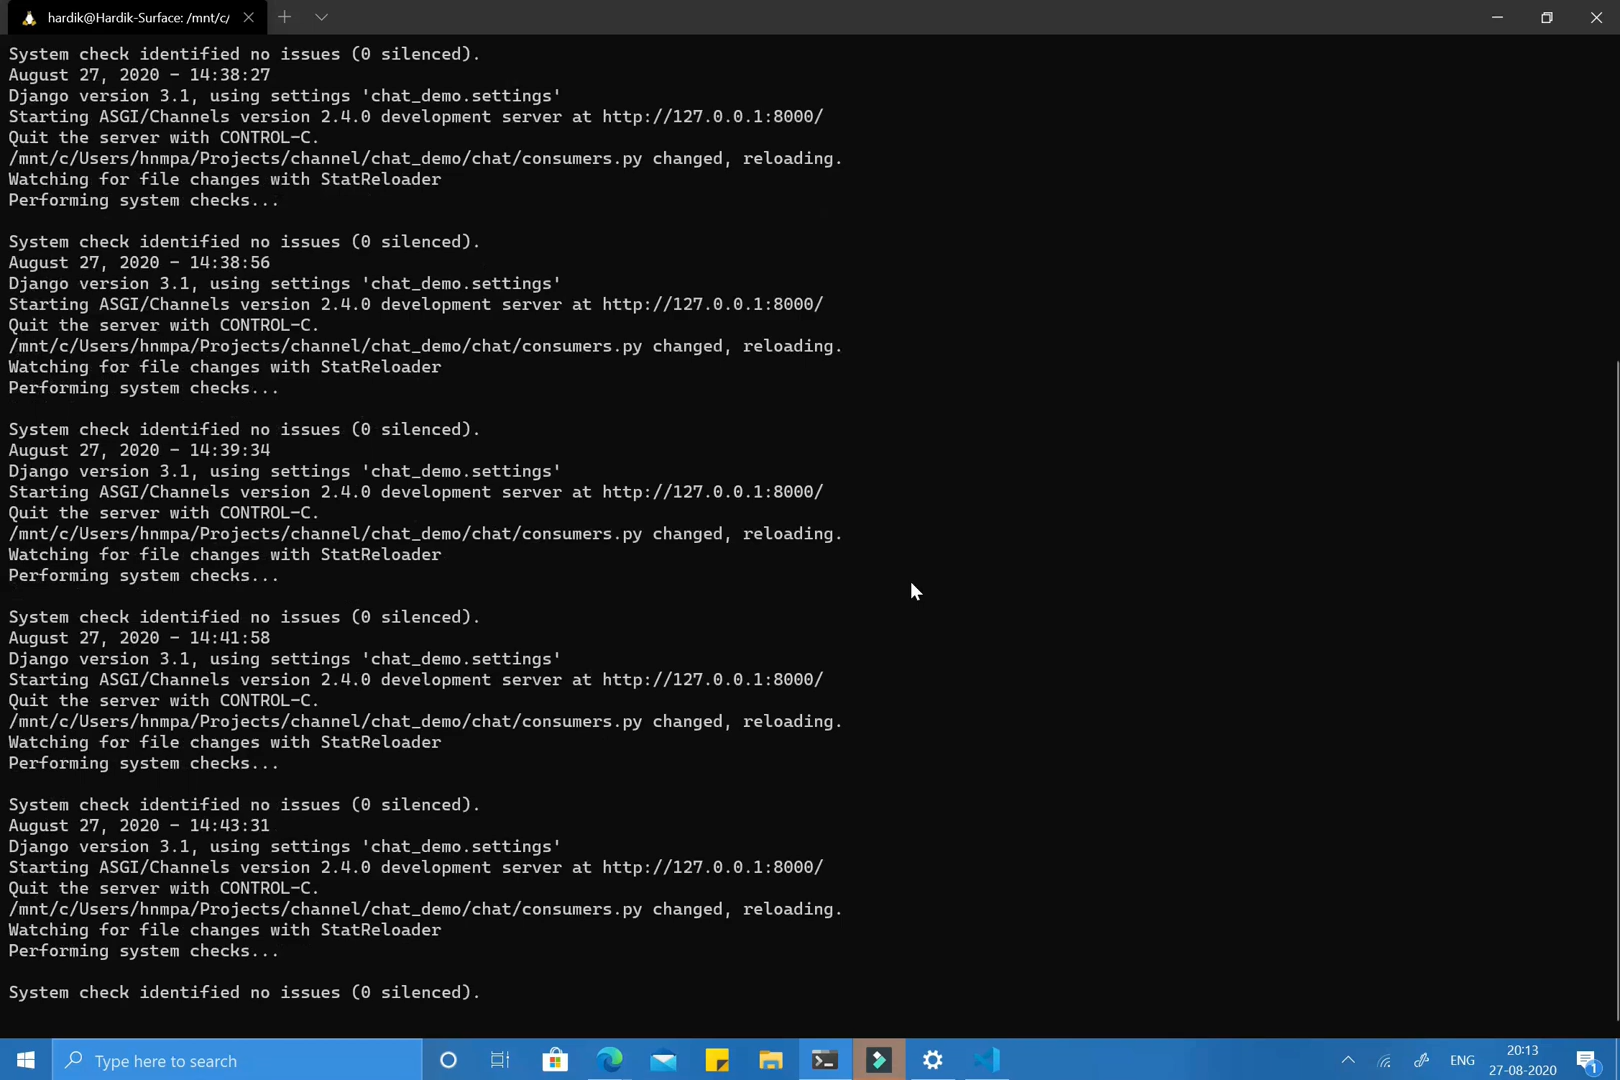 hardik@Hardik-Surface: /mnt/c/
System check identified no issues (0 silenced).
August 27, 2020 - 14:38:27
Django version 3.1, using settings 'chat_demo.settings'
Starting ASGI/Channels version 2.4.0 development server at http://127.0.0.1:8000/
Quit the server with CONTROL-C.
/mnt/c/Users/hnmpa/Projects/channel/chat_demo/chat/consumers.py changed, reloading.
Watching for file changes with StatReloader
Performing system checks...
System check identified no issues (0 silenced).
August 27, 2020 - 14:38:56
Django version 3.1, using settings 'chat_demo.settings'
Starting ASGI/Channels version 2.4.0 development server at http://127.0.0.1:8000/
Quit the server with CONTROL-C.
/mnt/c/Users/hnmpa/Projects/channel/chat_demo/chat/consumers.py changed, reloading.
Watching for file changes with StatReloader
Performing system checks...
System check identified no issues (0 silenced).
August 27, 2020 - 14:39:34
Django version 3.1, using settings 'chat_demo.settings'
Starting ASGI/Channels version 2.4.0 development server at http://127.0.0.1:8000/
Quit the server with CONTROL-C.
/mnt/c/Users/hnmpa/Projects/channel/chat_demo/chat/consumers.py changed, reloading.
Watching for file changes with StatReloader
Performing system checks...
System check identified no issues (0 silenced).
August 27, 2020 - 14:41:58
Django version 3.1, using settings 'chat_demo.settings'
Starting ASGI/Channels version 2.4.0 development server at http://127.0.0.1:8000/
Quit the server with CONTROL-C.
/mnt/c/Users/hnmpa/Projects/channel/chat_demo/chat/consumers.py changed, reloading.
Watching for file changes with StatReloader
Performing system checks...
System check identified no issues (0 silenced).
August 27, 2020 - 14:43:31
Django version 3.1, using settings 'chat_demo.settings'
Starting ASGI/Channels version 2.4.0 development server at http://127.0.0.1:8000/
Quit the server with CONTROL-C.
/mnt/c/Users/hnmpa/Projects/channel/chat_demo/chat/consumers.py changed, reloading.
Watching for file changes with StatReloader
Performing system checks...
System check identified no issues (0 silenced).
Type here to search
ENG
20:13
27-08-2020
1